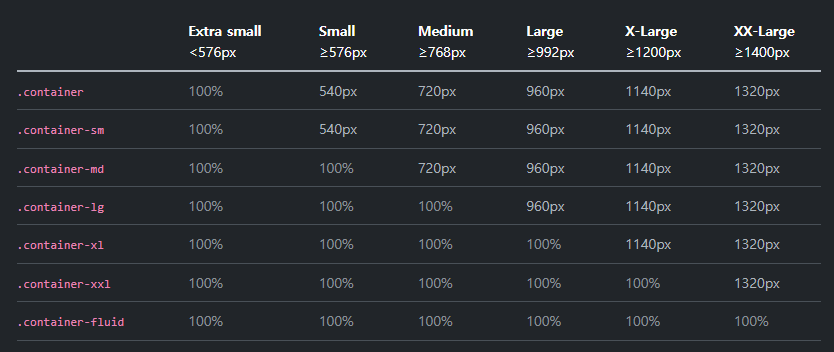 Extra small Small Medium Large X-Large XX-Large
<576px ≥576px ≥768px ≥992px ≥1200px ≥1400px
.container 100% 540px 720px 960px 1140px 1320px
.container-sm 100% 540px 720px 960px 1140px 1320px
.container-md 100% 100% 720px 960px 1140px 1320px
.container-lg 100% 100% 100% 960px 1140px 1320px
.container-xl 100% 100% 100% 100% 1140px 1320px
.container-xxl 100% 100% 100% 100% 100% 1320px
.container-fluid 100% 100% 100% 100% 100% 100%